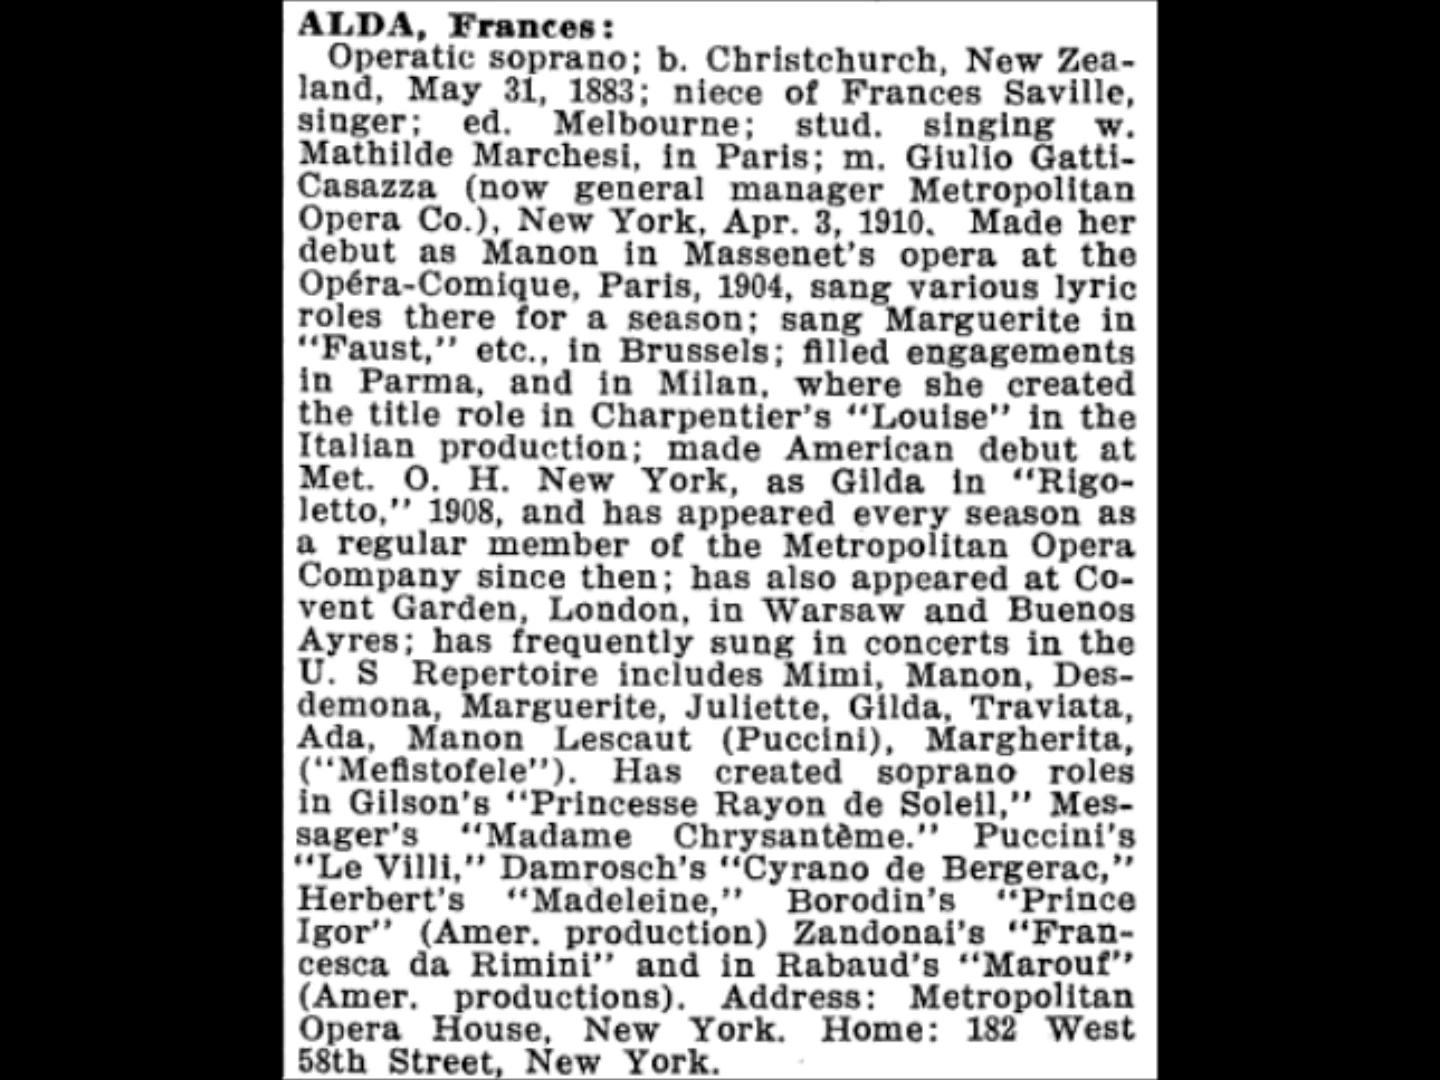 ALDA, Frances:
Operatic soprano; b. Christchurch, New Zea-
land, May 31, 1883; niece of Frances Saville,
singer; ed. Melbourne; stud. singing w.
Mathilde Marchesi, in Paris; m. Giulio Gatti-
Casazza (now general manager Metropolitan
Opera Co.), New York, Apr. 3, 1910. Made her
debut as Manon in Massenet's opera at the
Opéra-Comique, Paris, 1904, sang various lyric
roles there for a season; sang Marguerite in
"Faust," etc., in Brussels; filled engagements
in Parma, and in Milan, where she created
the title role in Charpentier's "Louise" in the
Italian production; made American debut at
Met. O. H. New York, as Gilda in "Rigo-
letto," 1908, and has appeared every season as
a regular member of the Metropolitan Opera
Company since then; has also appeared at Co-
vent Garden, London, in Warsaw and Buenos
Ayres; has frequently sung in concerts in the
U. S Repertoire includes Mimi, Manon, Des-
demona, Marguerite, Juliette, Gilda, Traviata,
Ada, Manon Lescaut (Puccini), Margherita,
("Mefistofele"). Has created soprano roles
in Gilson's "Princesse Rayon de Soleil," Mes-
sager's "Madame Chrysantème." Puccini's
"Le Villi," Damrosch's "Cyrano de Bergerac,"
Herbert's "Madeleine," Borodin's "Prince
Igor" (Amer. production) Zandonai's "Fran-
cesca da Rimini" and in Rabaud's "Marouf"
(Amer. productions). Address: Metropolitan
Opera House, New York. Home: 182 West
58th Street, New York.